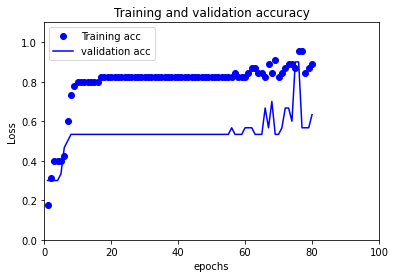 Training and validation accuracy
Training acc
validation acc
Loss
1.0
0.8
0.6
0.4
0.2
0.0
0 20 40 60 80 100
epochs